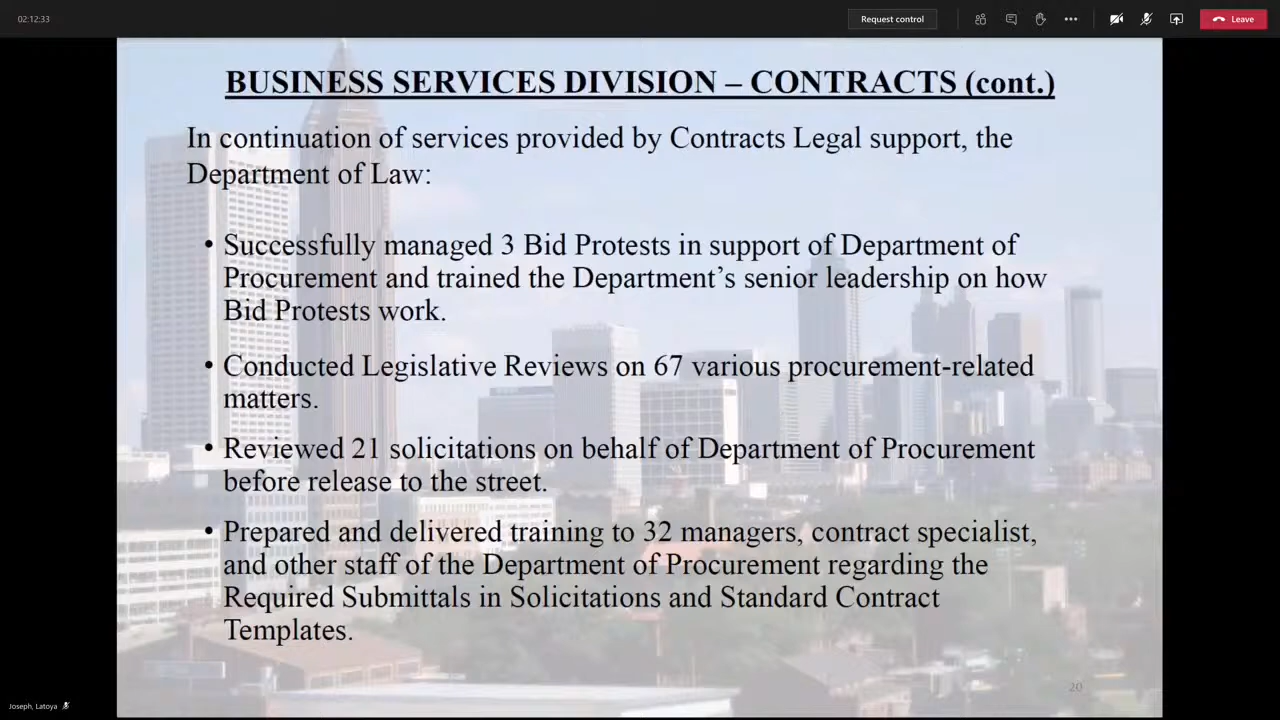 02:12:33
Request control
Leave
BUSINESS SERVICES DIVISION – CONTRACTS (cont.)
In continuation of services provided by Contracts Legal support, the
Department of Law:
• Successfully managed 3 Bid Protests in support of Department of
Procurement and trained the Department’s senior leadership on how
Bid Protests work.
• Conducted Legislative Reviews on 67 various procurement-related
matters.
• Reviewed 21 solicitations on behalf of Department of Procurement
before release to the street.
• Prepared and delivered training to 32 managers, contract specialist,
and other staff of the Department of Procurement regarding the
Required Submittals in Solicitations and Standard Contract
Templates.
20
Joseph, Latoya